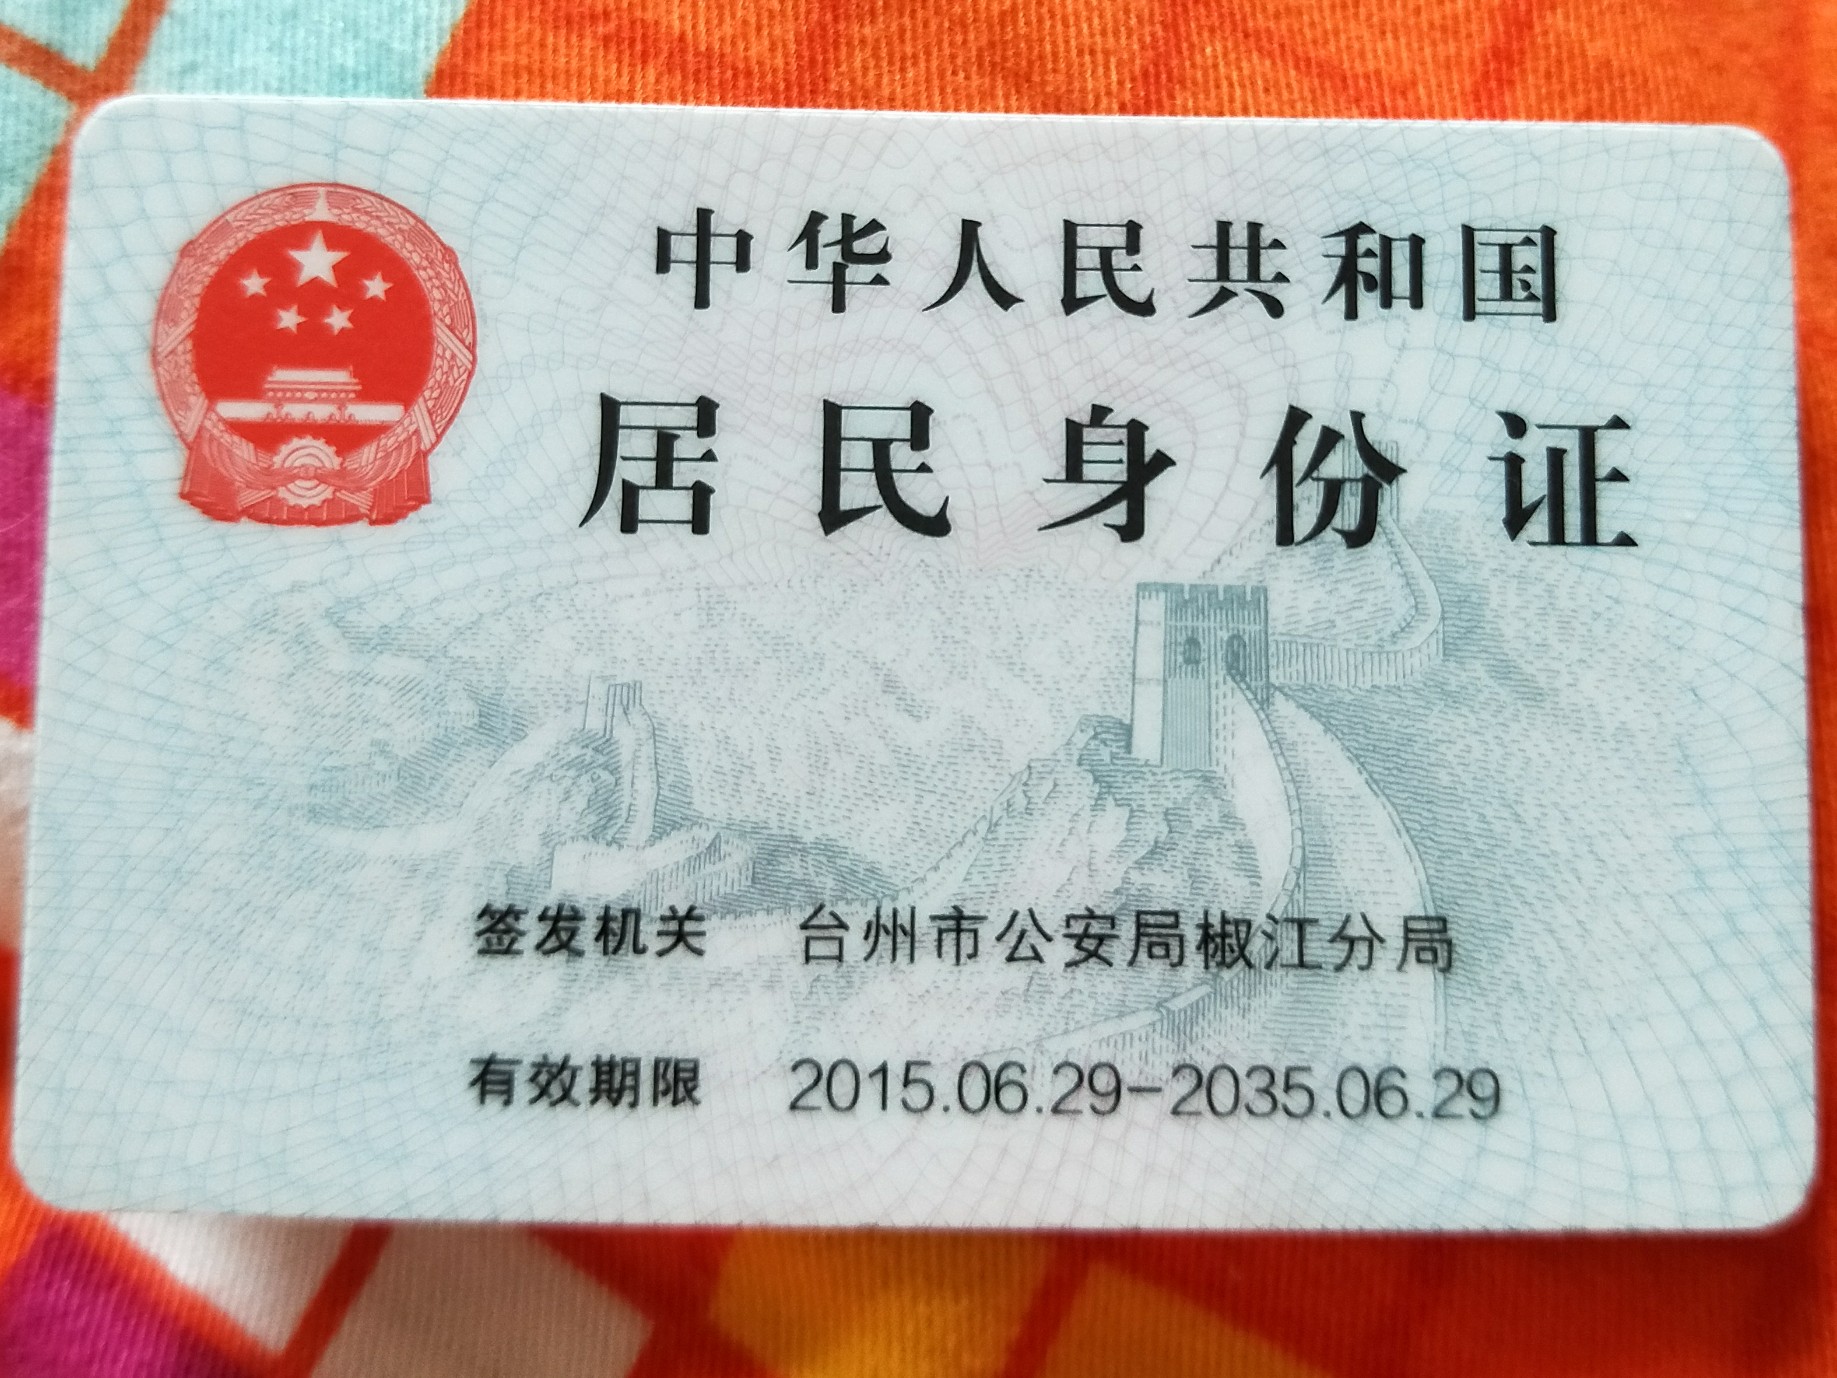 中华人民共和国
居民身份证
签发机关 台州市公安局椒江分局
有效期限 2015.06.29-2035.06.29